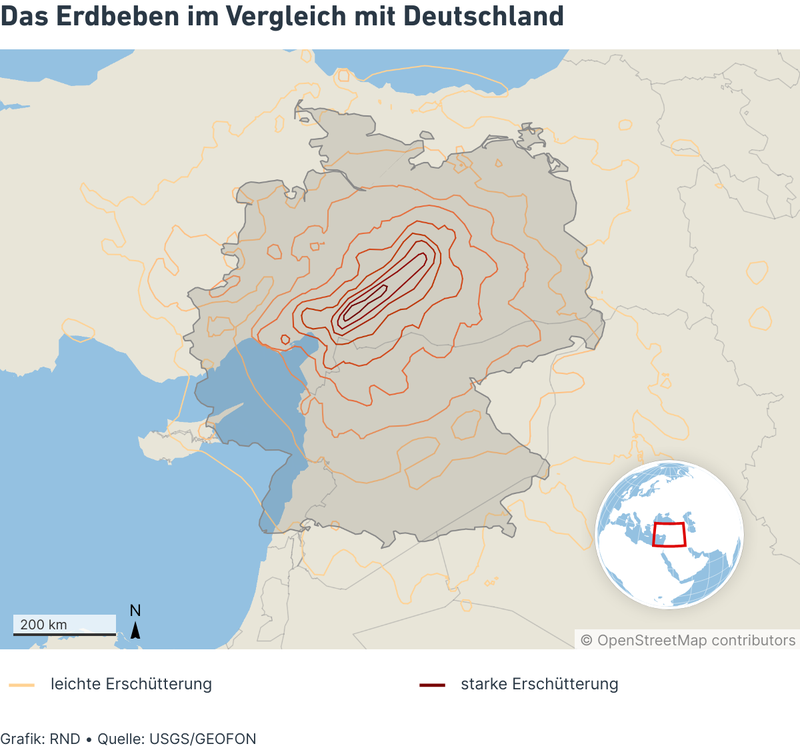 Das Erdbeben im Vergleich mit Deutschland
200 km
N
© OpenStreetMap contributors
leichte Erschütterung
starke Erschütterung
Grafik: RND • Quelle: USGS/GEOFON